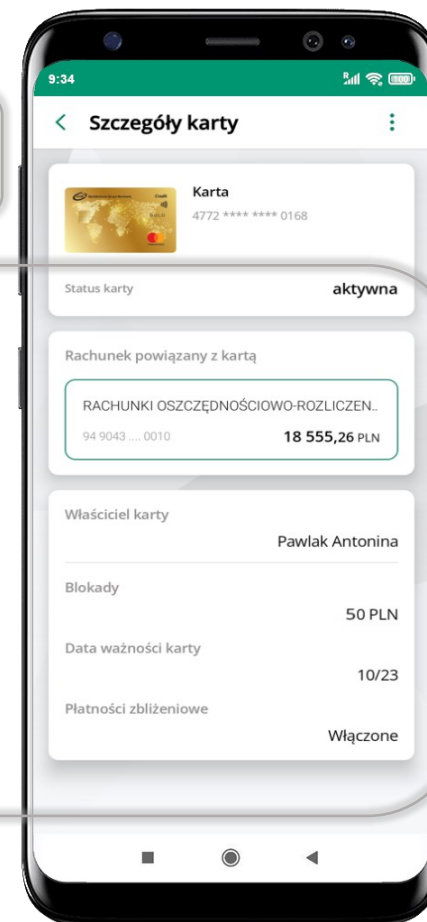 9:34
Szczegóły karty
Karta
4772 **** **** 0168
Status karty
aktywna
Rachunek powiązany z kartą
RACHUNKI OSZCZĘDNOŚCIOWO-ROZLICZEN..
94 9043 .... 0010
18 555,26 PLN
Właściciel karty
Pawlak Antonina
Blokady
50 PLN
Data ważności karty
10/23
Płatności zbliżeniowe
Włączone